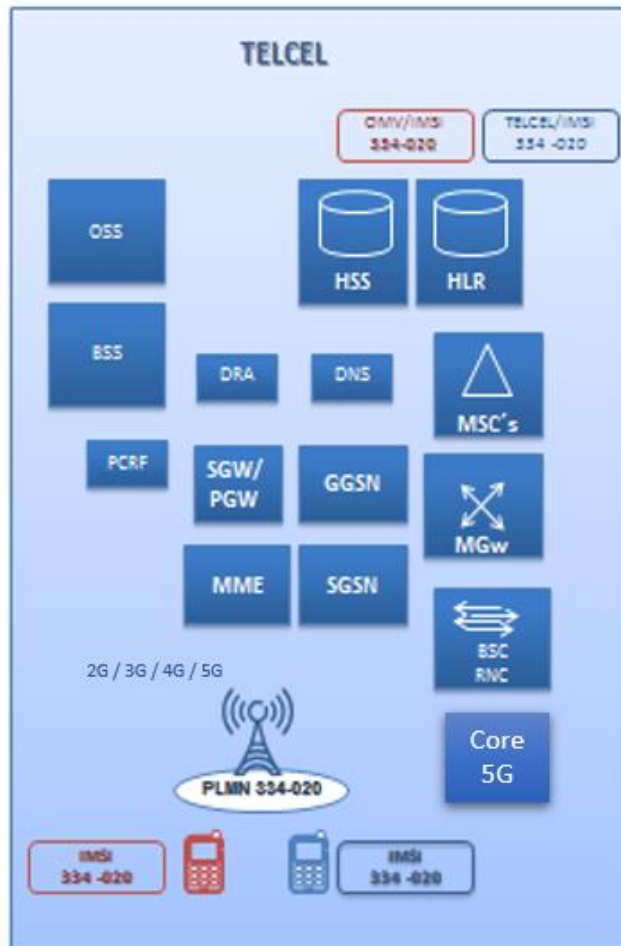 TELCEL
OMV/IMSI
334-020
TELCEL/IMSI
334 -020
OSS
HSS
HLR
BSS
DRA
DNS
MSC´s
PCRF
SGW/
PGW
GGSN
MGw
MME
SGSN
BSC
RNC
2G / 3G / 4G / 5G
Core
5G
PLMN 334-020
IMSI
334 -020
IMSI
334 -020